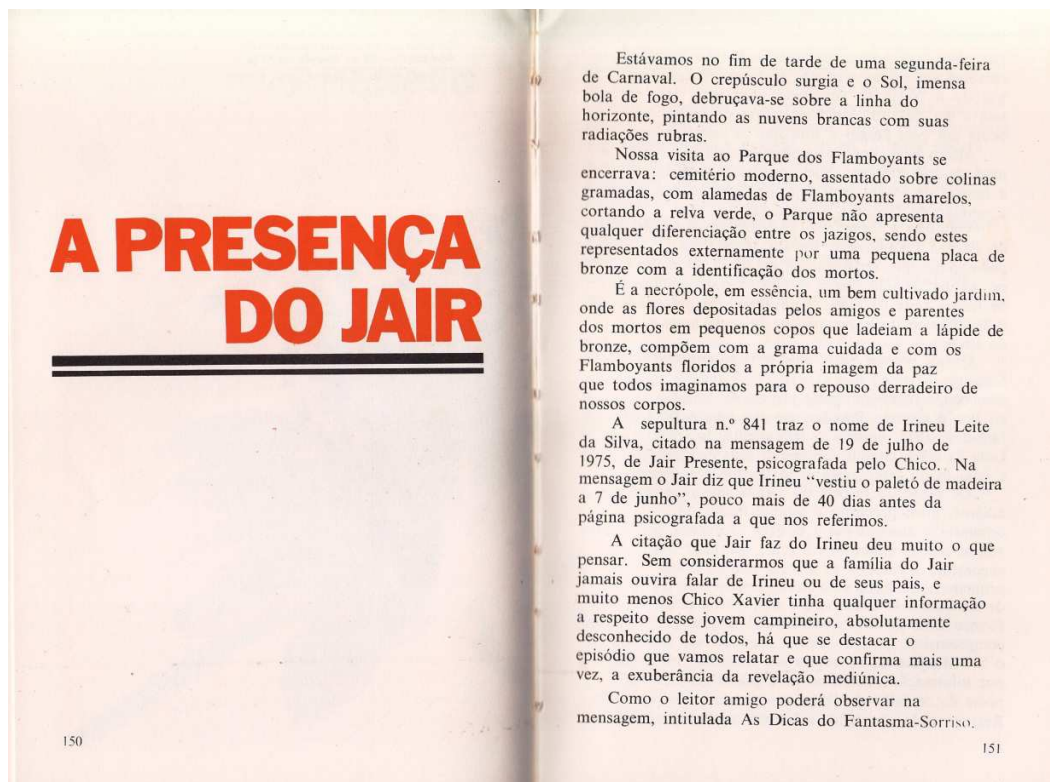 A PRESENÇA
DO JAIR
150
Estávamos no fim de tarde de uma segunda-feira
de Carnaval. O crepúsculo surgia e o Sol, imensa
bola de fogo, debruçava-se sobre a linha do
horizonte, pintando as nuvens brancas com suas
radiações rubras.
Nossa visita ao Parque dos Flamboyants se
encerrava: cemitério moderno, assentado sobre colinas
gramadas, com alamedas de Flamboyants amarelos,
cortando a relva verde, o Parque não apresenta
qualquer diferenciação entre os jazigos, sendo estes
representados externamente por uma pequena placa de
bronze com a identificação dos mortos.
É a necrópole, em essência, um bem cultivado jardim,
onde as flores depositadas pelos amigos e parentes
dos mortos em pequenos copos que ladeiam a lápide de
bronze, compõem com a grama cuidada e com os
Flamboyants floridos a própria imagem da paz
que todos imaginamos para o repouso derradeiro de
nossos corpos.
A sepultura n.º 841 traz o nome de Irineu Leite
da Silva, citado na mensagem de 19 de julho de
1975, de Jair Presente, psicografada pelo Chico. Na
mensagem o Jair diz que Irineu “vestiu o paletó de madeira
a 7 de junho”, pouco mais de 40 dias antes da
página psicografada a que nos referimos.
A citação que Jair faz do Irineu deu muito o que
pensar. Sem considerarmos que a família do Jair
jamais ouvira falar de Irineu ou de seus pais, e
muito menos Chico Xavier tinha qualquer informação
a respeito desse jovem campineiro, absolutamente
desconhecido de todos, há que se destacar o
episódio que vamos relatar e que confirma mais uma
vez, a exuberância da revelação mediúnica.
Como o leitor amigo poderá observar na
mensagem, intitulada As Dicas do Fantasma-Sorriso.
151